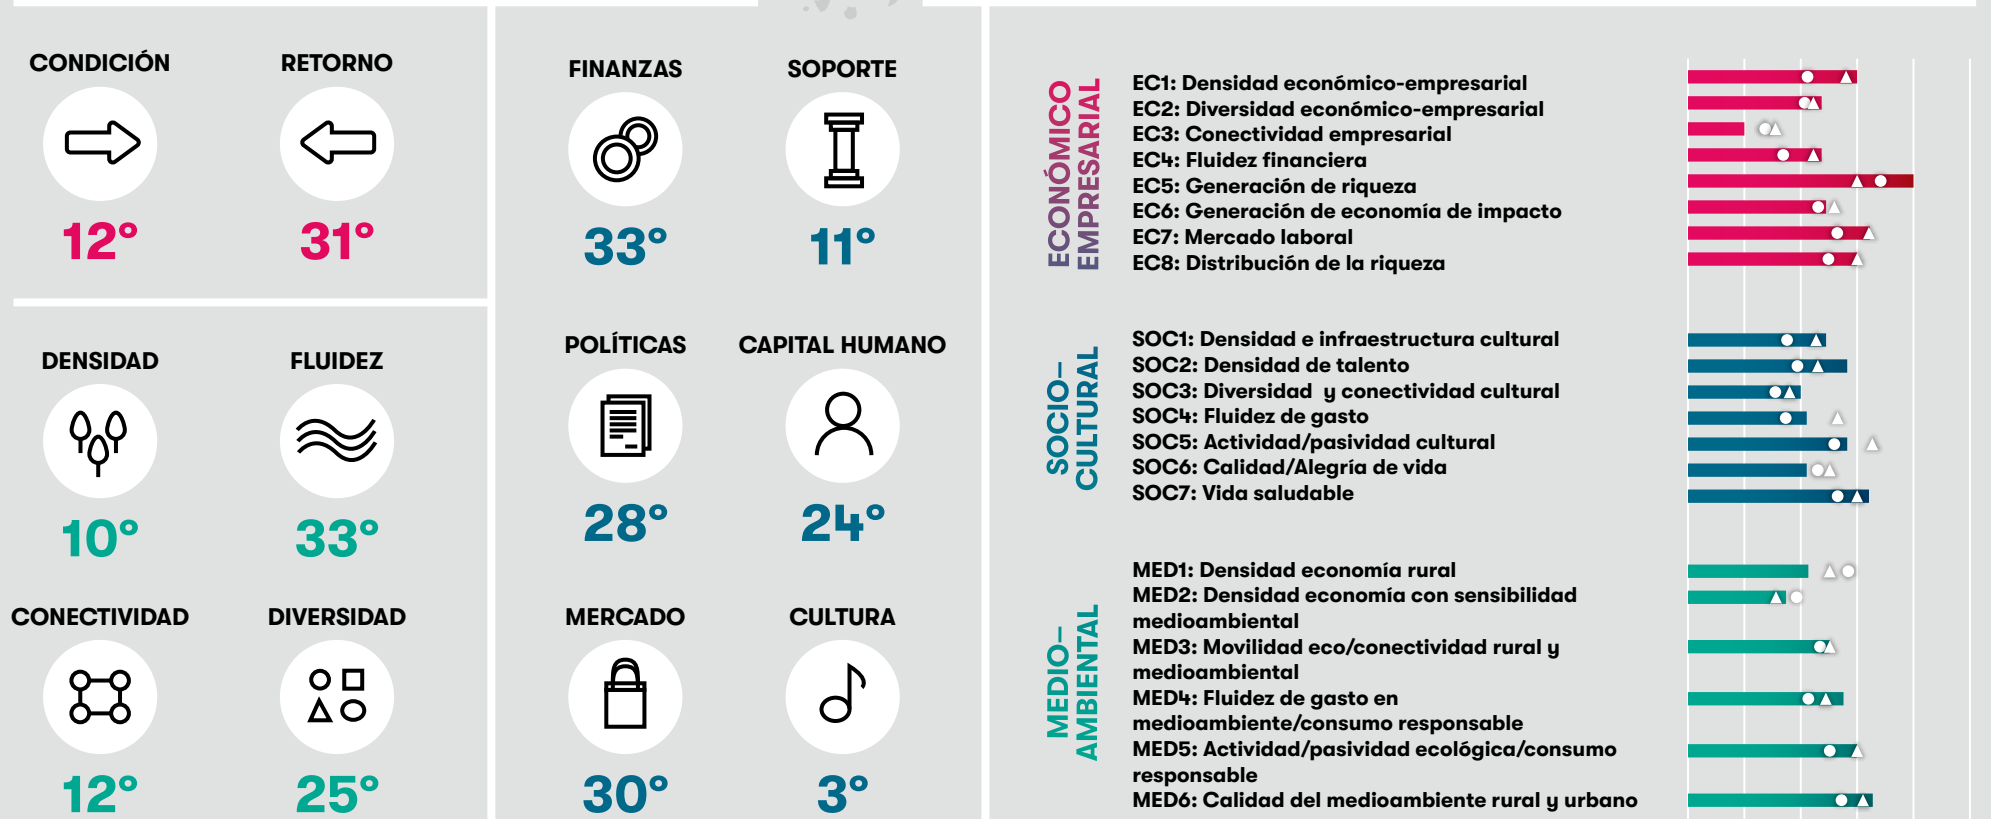 CONDICIÓN
RETORNO
12°
31°
DENSIDAD
FLUIDEZ
10°
33°
CONECTIVIDAD
DIVERSIDAD
12°
25°
FINANZAS
SOPORTE
33°
11°
POLÍTICAS
CAPITAL HUMANO
28°
24°
MERCADO
CULTURA
30°
3°
ECONÓMICO
EMPRESARIAL
EC1: Densidad económico-empresarial
EC2: Diversidad económico-empresarial
EC3: Conectividad empresarial
EC4: Fluidez financiera
EC5: Generación de riqueza
EC6: Generación de economía de impacto
EC7: Mercado laboral
EC8: Distribución de la riqueza
SOCIO–
CULTURAL
SOC1: Densidad e infraestructura cultural
SOC2: Densidad de talento
SOC3: Diversidad  y conectividad cultural
SOC4: Fluidez de gasto
SOC5: Actividad/pasividad cultural
SOC6: Calidad/Alegría de vida
SOC7: Vida saludable
MEDIO–
AMBIENTAL
MED1: Densidad economía rural
MED2: Densidad economía con sensibilidad
medioambiental
MED3: Movilidad eco/conectividad rural y
medioambiental
MED4: Fluidez de gasto en
medioambiente/consumo responsable
MED5: Actividad/pasividad ecológica/consumo
responsable
MED6: Calidad del medioambiente rural y urbano